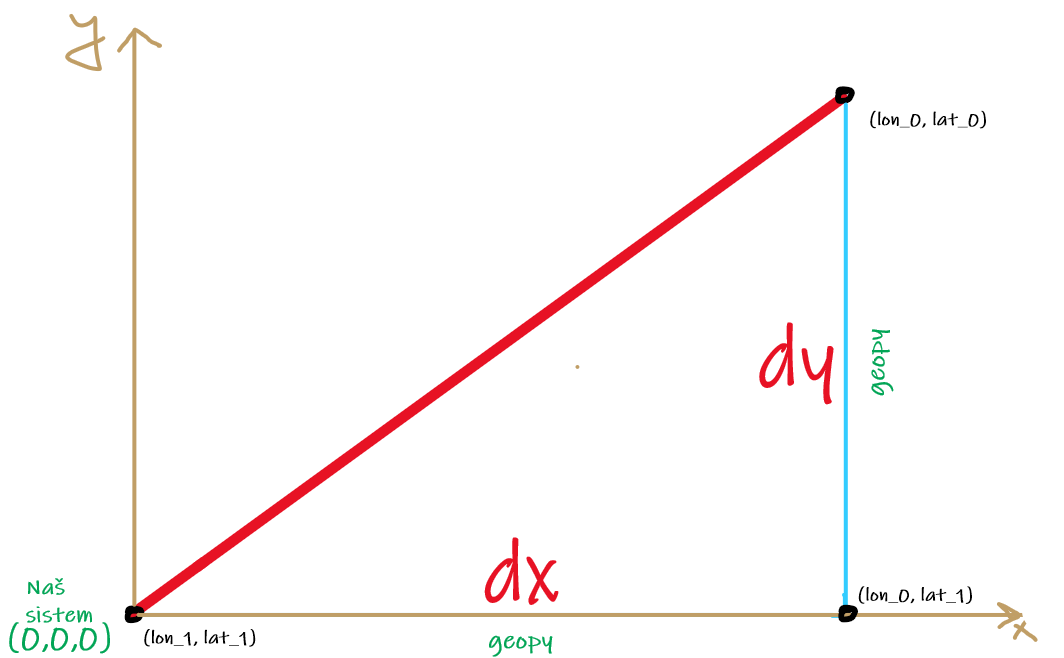 y
(lon_0, lat_0)
dy
geopy
dx
Naš
sistem
(0,0,0)
(lon_1, lat_1)
(lon_0, lat_1)
geopy
x